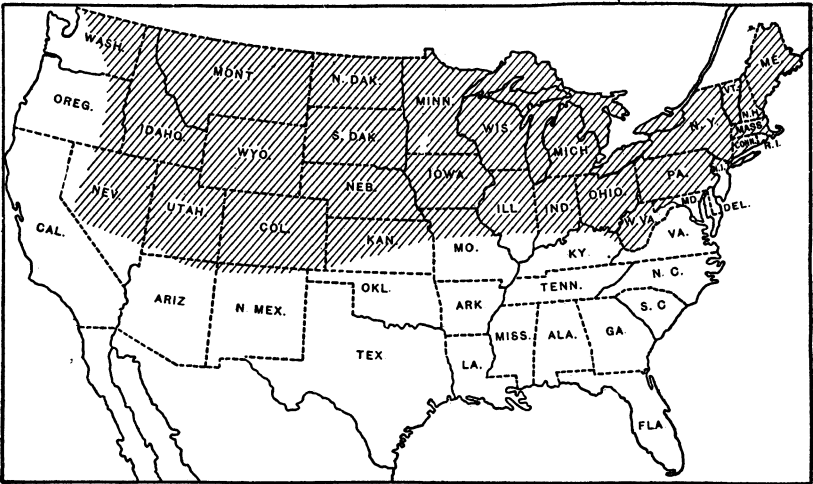 WASH.
MONT.
N. DAK.
MINN.
ME.
VT.
OREG.
N.H.
IDAHO.
S. DAK.
WIS.
N.Y.
MASS
WYO.
MICH.
CONN.
R.I.
NEV.
UTAH.
NEB.
IOWA.
ILL.
IND.
OHIO.
PA.
N.J.
MD.
DEL.
CAL.
COL.
KAN.
MO.
W.VA.
VA.
KY.
ARIZ
N. MEX.
OKL.
ARK
TENN.
N. C.
S. C
TEX
LA.
MISS.
ALA.
GA.
FLA